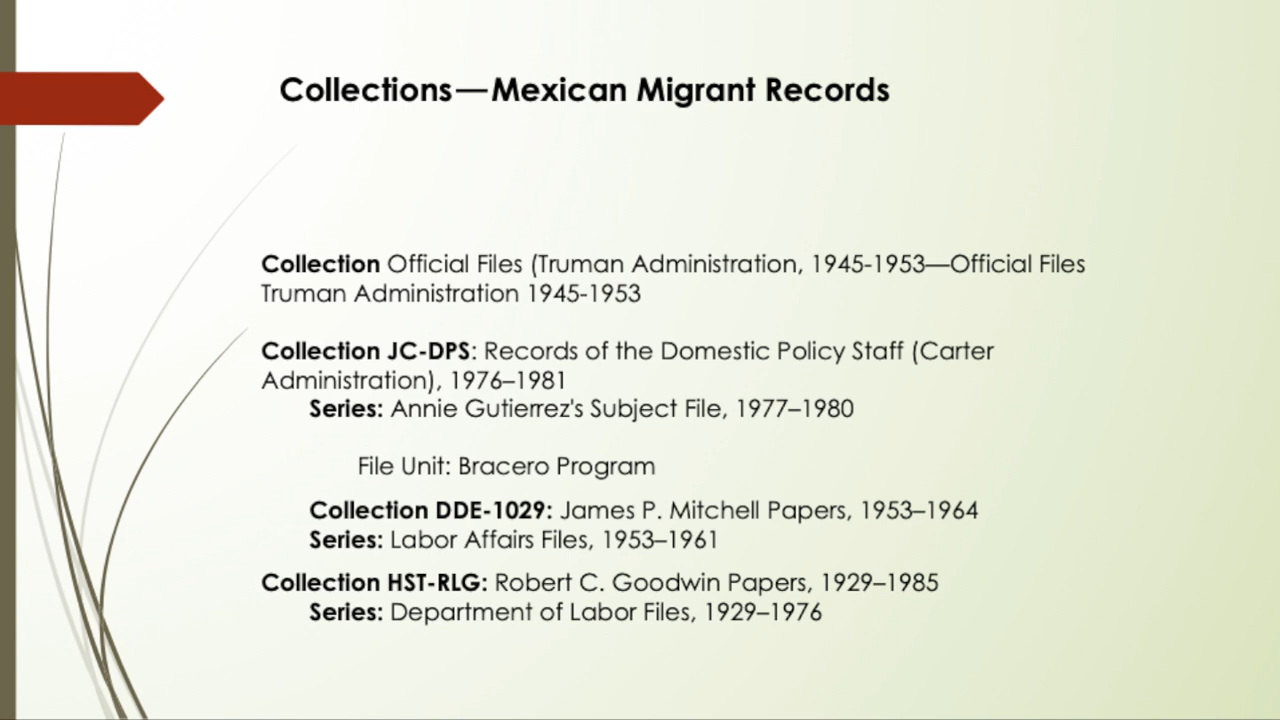 Collections—Mexican Migrant Records
Collection Official Files (Truman Administration, 1945-1953—Official Files
Truman Administration 1945-1953
Collection JC-DPS: Records of the Domestic Policy Staff (Carter
Administration), 1976–1981
Series: Annie Gutierrez's Subject File, 1977–1980
File Unit: Bracero Program
Collection DDE-1029: James P. Mitchell Papers, 1953–1964
Series: Labor Affairs Files, 1953–1961
Collection HST-RLG: Robert C. Goodwin Papers, 1929–1985
Series: Department of Labor Files, 1929–1976